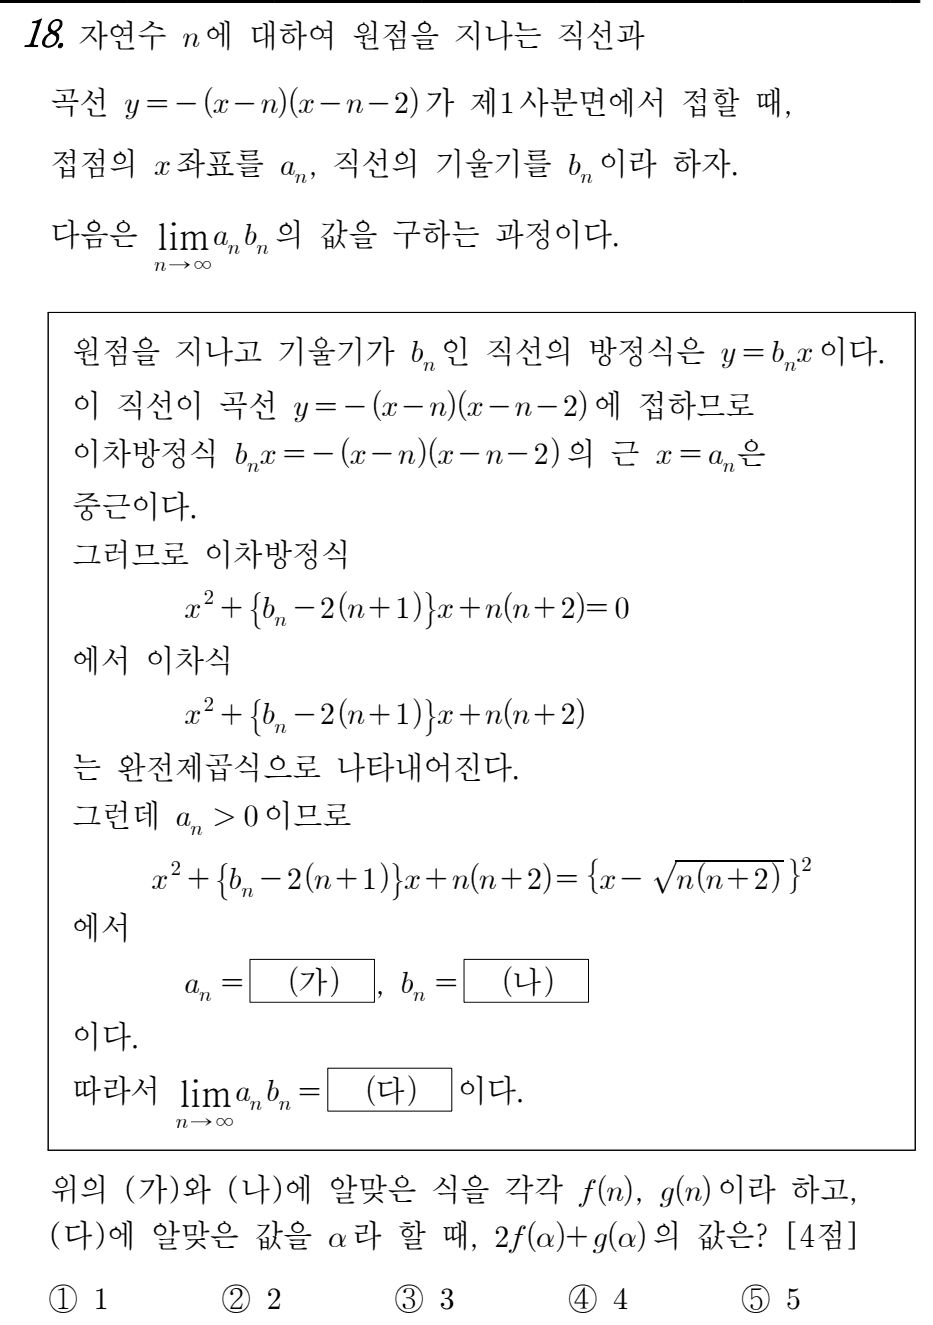 18. 자연수 n에 대하여 원점을 지나는 직선과
곡선 y=−(x−n)(x−n−2)가 제1사분면에서 접할 때,
접점의 x좌표를 aₙ, 직선의 기울기를 bₙ이라 하자.
다음은 lim_{n→∞} aₙbₙ의 값을 구하는 과정이다.
원점을 지나고 기울기가 bₙ인 직선의 방정식은 y=bₙx이다.
이 직선이 곡선 y=−(x−n)(x−n−2)에 접하므로
이차방정식 bₙx=−(x−n)(x−n−2)의 근 x=aₙ은
중근이다.
그러므로 이차방정식
x²+{bₙ−2(n+1)}x+n(n+2)=0
에서 이차식
x²+{bₙ−2(n+1)}x+n(n+2)
는 완전제곱식으로 나타내어진다.
그런데 aₙ>0이므로
x²+{bₙ−2(n+1)}x+n(n+2)={x−√(n(n+2))}²
에서
aₙ= (가) , bₙ= (나)
이다.
따라서 lim_{n→∞} aₙbₙ= (다) 이다.
위의 (가)와 (나)에 알맞은 식을 각각 f(n), g(n)이라 하고,
(다)에 알맞은 값을 α라 할 때, 2f(α)+g(α)의 값은? [4점]
① 1 ② 2 ③ 3 ④ 4 ⑤ 5